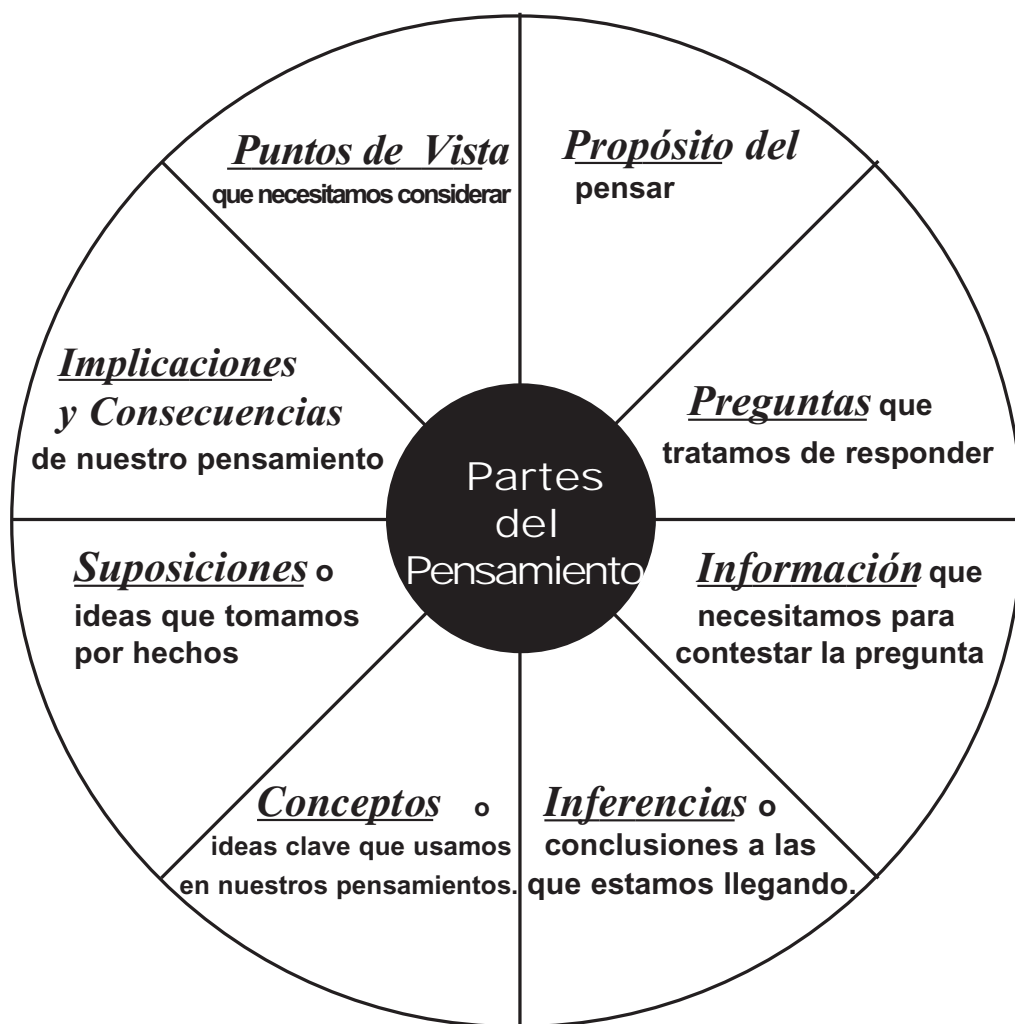 Puntos de Vista
que necesitamos considerar
Propósito del
pensar
Implicaciones
y Consecuencias
de nuestro pensamiento
Preguntas que
tratamos de responder
Partes
del
Pensamiento
Suposiciones o
ideas que tomamos
por hechos
Información que
necesitamos para
contestar la pregunta
Conceptos o
ideas clave que usamos
en nuestros pensamientos.
Inferencias o
conclusiones a las
que estamos llegando.